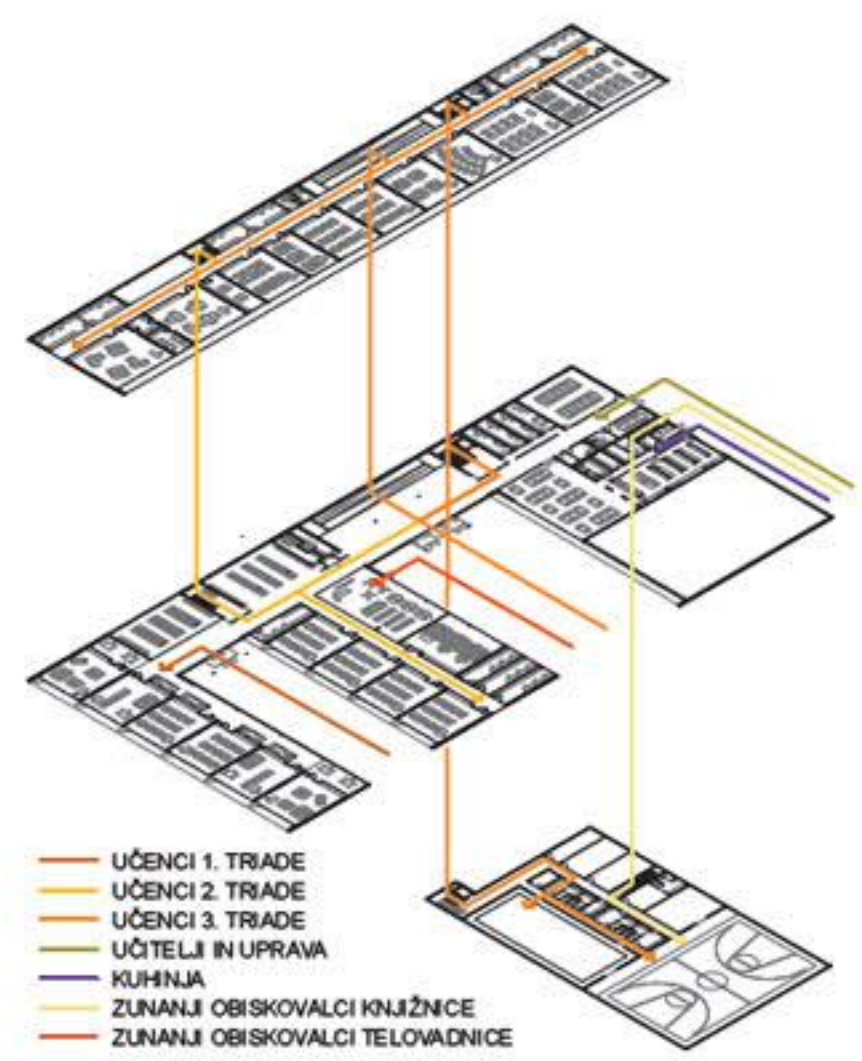 UČENCI 1. TRIADE
UČENCI 2. TRIADE
UČENCI 3. TRIADE
UČITELJI IN UPRAVA
KUHINJA
ZUNANJI OBISKOVALCI KNJIŽNICE
ZUNANJI OBISKOVALCI TELOVADNICE